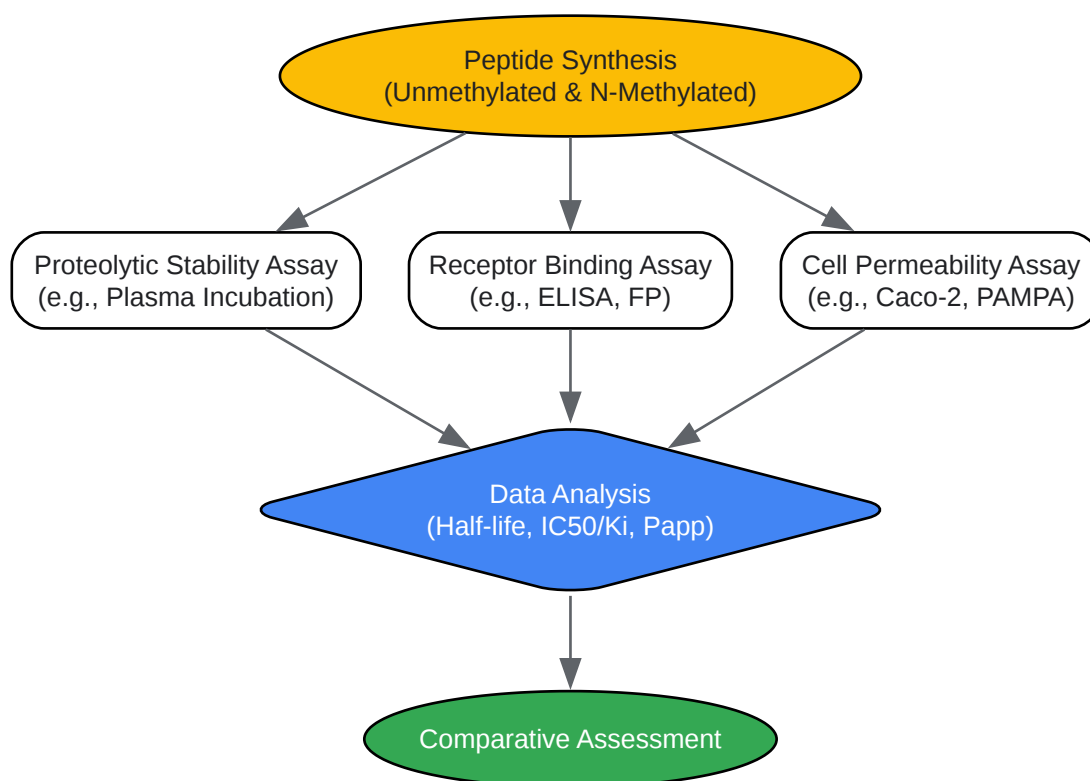 Peptide Synthesis
(Unmethylated & N-Methylated)
Proteolytic Stability Assay
(e.g., Plasma Incubation)
Receptor Binding Assay
(e.g., ELISA, FP)
Cell Permeability Assay
(e.g., Caco-2, PAMPA)
Data Analysis
(Half-life, IC50/Ki, Papp)
Comparative Assessment